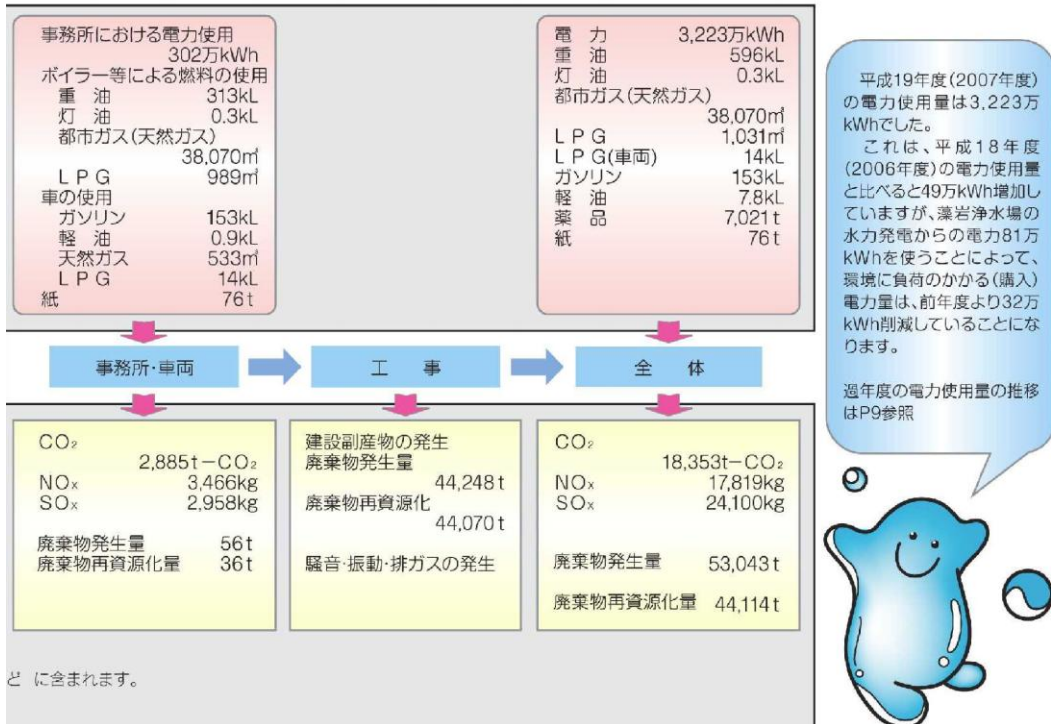 事務所における電力使用
302万kWh
ボイラー等による燃料の使用
重 油 313kL
灯 油 0.3kL
都市ガス(天然ガス)
38,070㎥
LPG 989㎥
車の使用
ガソリン 153kL
軽 油 0.9kL
天然ガス 533㎥
LPG 14kL
紙 76t
電 力 3,223万kWh
重 油 596kL
灯 油 0.3kL
都市ガス(天然ガス)
38,070㎥
LPG 1,031㎥
LPG(車両) 14kL
ガソリン 153kL
軽 油 7.8kL
薬 品 7,021t
紙 76t
平成19年度(2007年度)
の電力使用量は3,223万
kWhでした。
これは、平成18年度
(2006年度)の電力使用量
と比べると49万kWh増加し
ていますが、藻岩浄水場の
水力発電からの電力81万
kWhを使うことによって、
環境に負荷のかかる(購入)
電力量は、前年度より32万
kWh削減していることにな
ります。
過年度の電力使用量の推移
はP9参照
事務所・車両
工 事
全 体
CO₂
2,885t−CO₂
NOx 3,466kg
SOx 2,958kg
廃棄物発生量 56t
廃棄物再資源化量 36t
建設副産物の発生
廃棄物発生量
44,248t
廃棄物再資源化
44,070t
騒音・振動・排ガスの発生
CO₂
18,353t−CO₂
NOx 17,819kg
SOx 24,100kg
廃棄物発生量 53,043t
廃棄物再資源化量 44,114t
ど に含まれます。